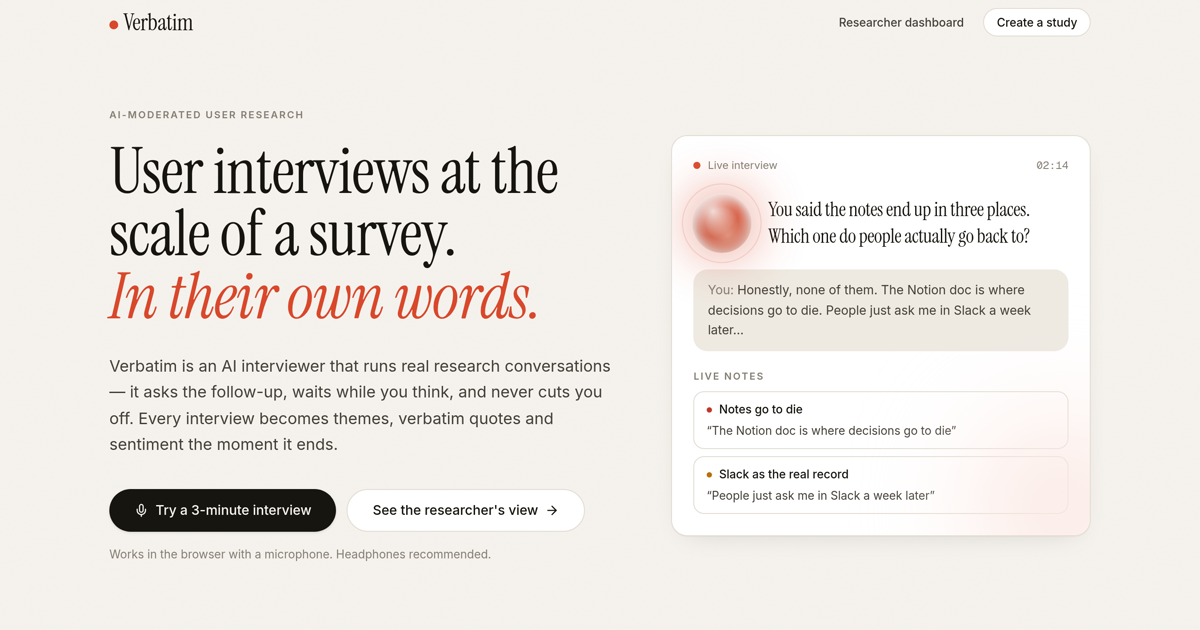 Verbatim
Researcher dashboard
Create a study
AI-MODERATED USER RESEARCH
User interviews at the
scale of a survey.
In their own words.
Verbatim is an AI interviewer that runs real research conversations
— it asks the follow-up, waits while you think, and never cuts you
off. Every interview becomes themes, verbatim quotes and
sentiment the moment it ends.
Try a 3-minute interview
See the researcher's view →
Works in the browser with a microphone. Headphones recommended.
Live interview
02:14
You said the notes end up in three places.
Which one do people actually go back to?
You: Honestly, none of them. The Notion doc is where
decisions go to die. People just ask me in Slack a week
later...
LIVE NOTES
Notes go to die
“The Notion doc is where decisions go to die”
Slack as the real record
“People just ask me in Slack a week later”